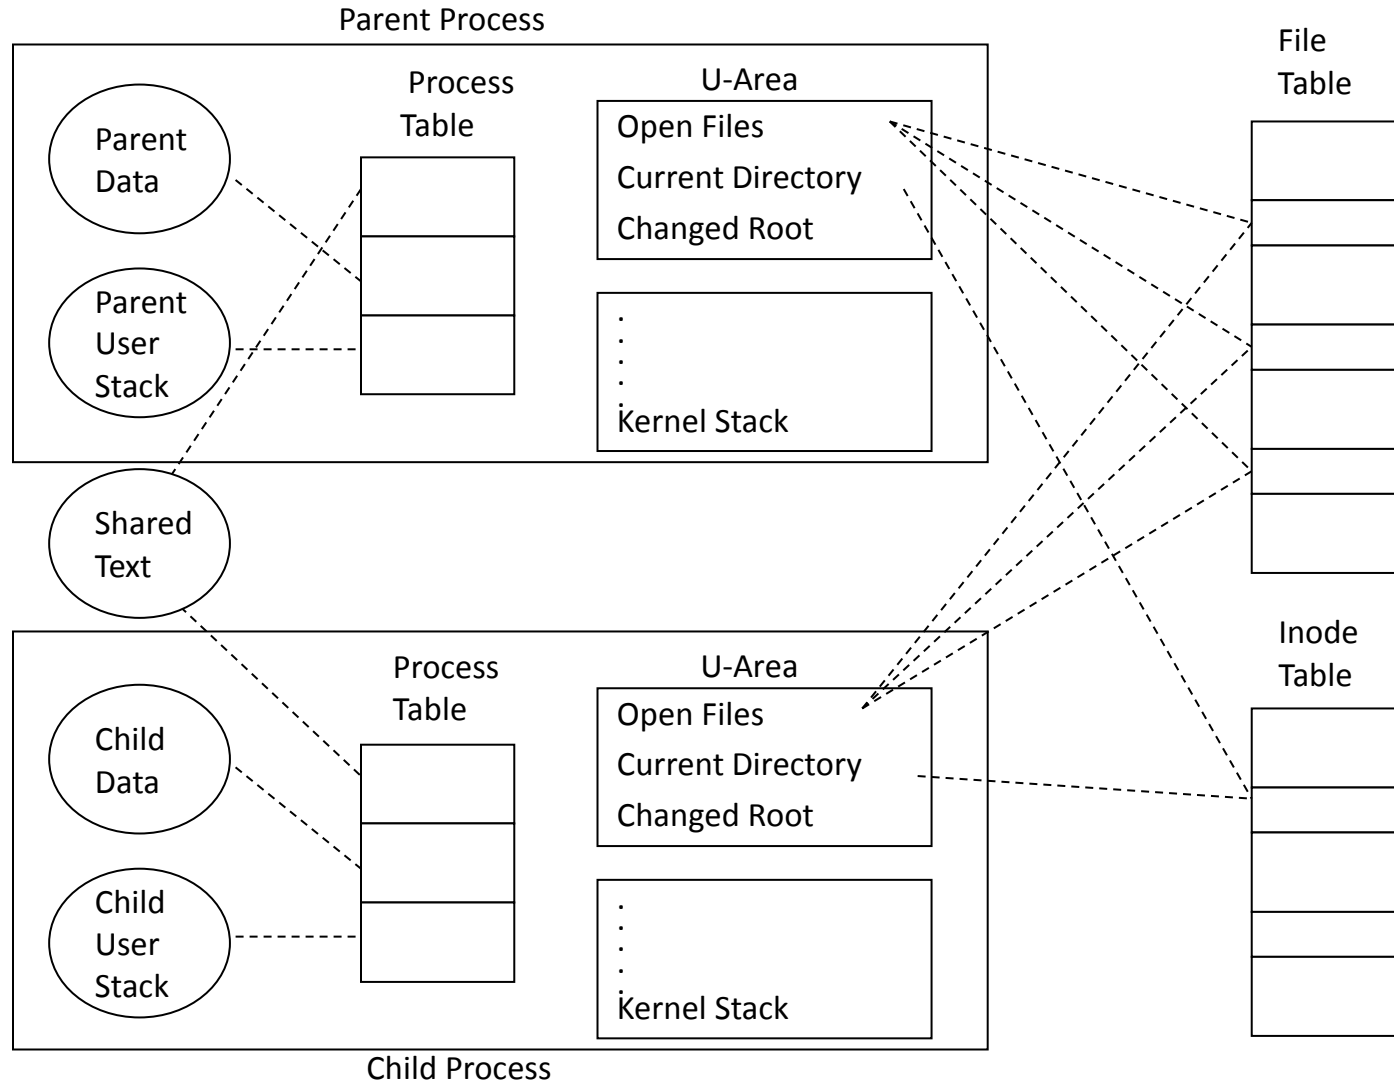 Parent Process
Process
Table
U-Area
Parent
Data
Open Files
Current Directory
Changed Root
Parent
User
Stack
.
.
.
.
.
Kernel Stack
File
Table
Shared
Text
Process
Table
U-Area
Child
Data
Open Files
Current Directory
Changed Root
Child
User
Stack
.
.
.
.
.
Kernel Stack
Inode
Table
Child Process